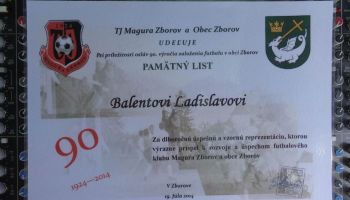 TJ Magura Zborov a Obec Zborov
UDEĽUJE
Pri príležitosti osláv 90. výročia založenia futbalu v obci Zborov
PAMÄTNÝ LIST
Balentovi Ladislavovi
90
1924-2014
Za dlhoročnú úspešnú a vzornú reprezentáciu, ktorou
výrazne prispel k rozvoju a úspechom futbalového
klubu Magura Zborov a obce Zborov
V Zborove
19. Júla 2014